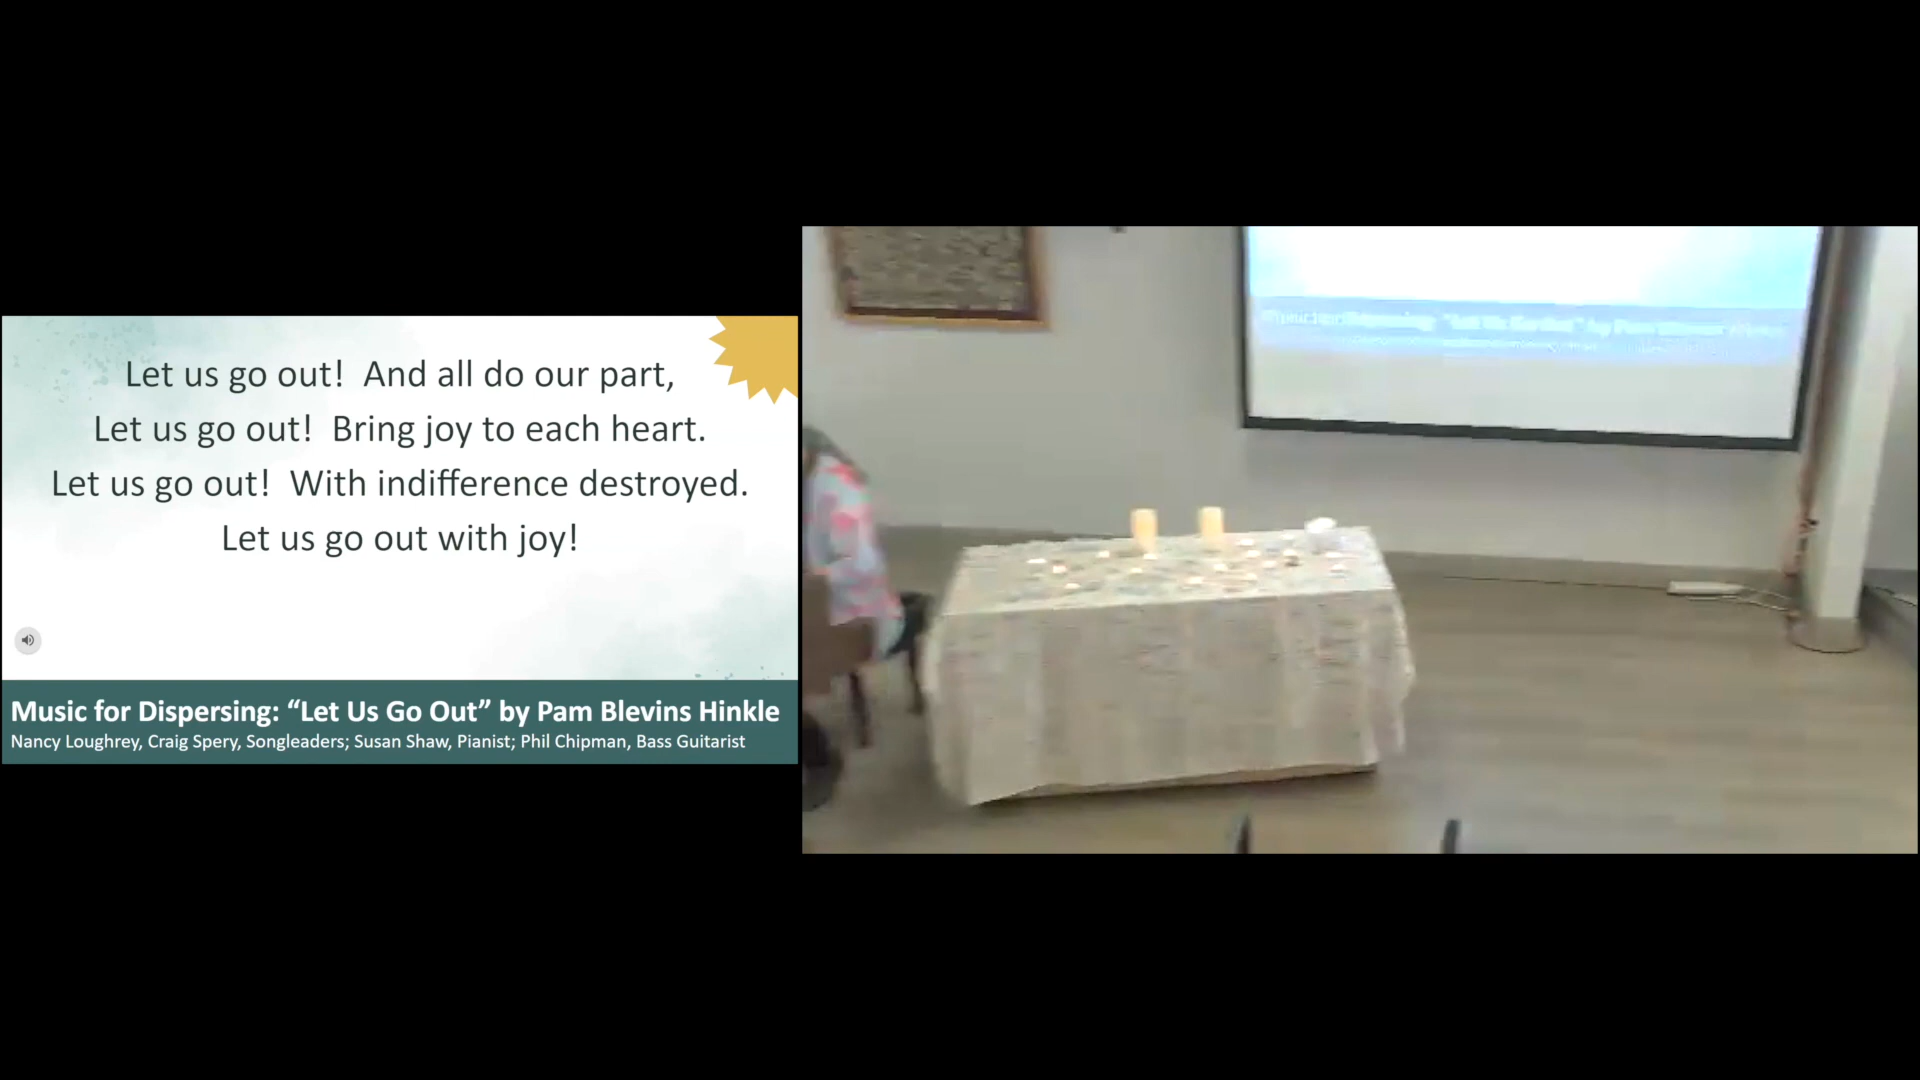 Let us go out!  And all do our part,
Let us go out!  Bring joy to each heart.
Let us go out!  With indifference destroyed.
Let us go out with joy!
Music for Dispersing: “Let Us Go Out” by Pam Blevins Hinkle
Nancy Loughrey, Craig Spery, Songleaders; Susan Shaw, Pianist; Phil Chipman, Bass Guitarist